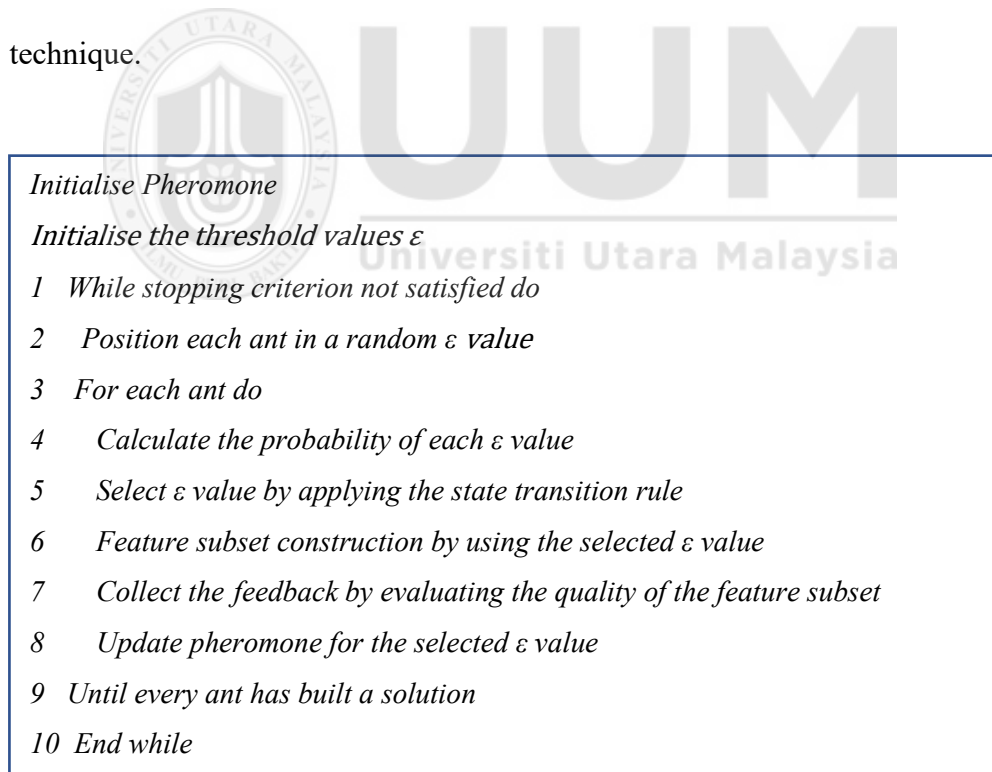 technique.
UNIVERSITI UTARA MALAYSIA
UUM
Universiti Utara Malaysia
Initialise Pheromone
Initialise the threshold values ε
1 While stopping criterion not satisfied do
2 Position each ant in a random ε value
3 For each ant do
4 Calculate the probability of each ε value
5 Select ε value by applying the state transition rule
6 Feature subset construction by using the selected ε value
7 Collect the feedback by evaluating the quality of the feature subset
8 Update pheromone for the selected ε value
9 Until every ant has built a solution
10 End while